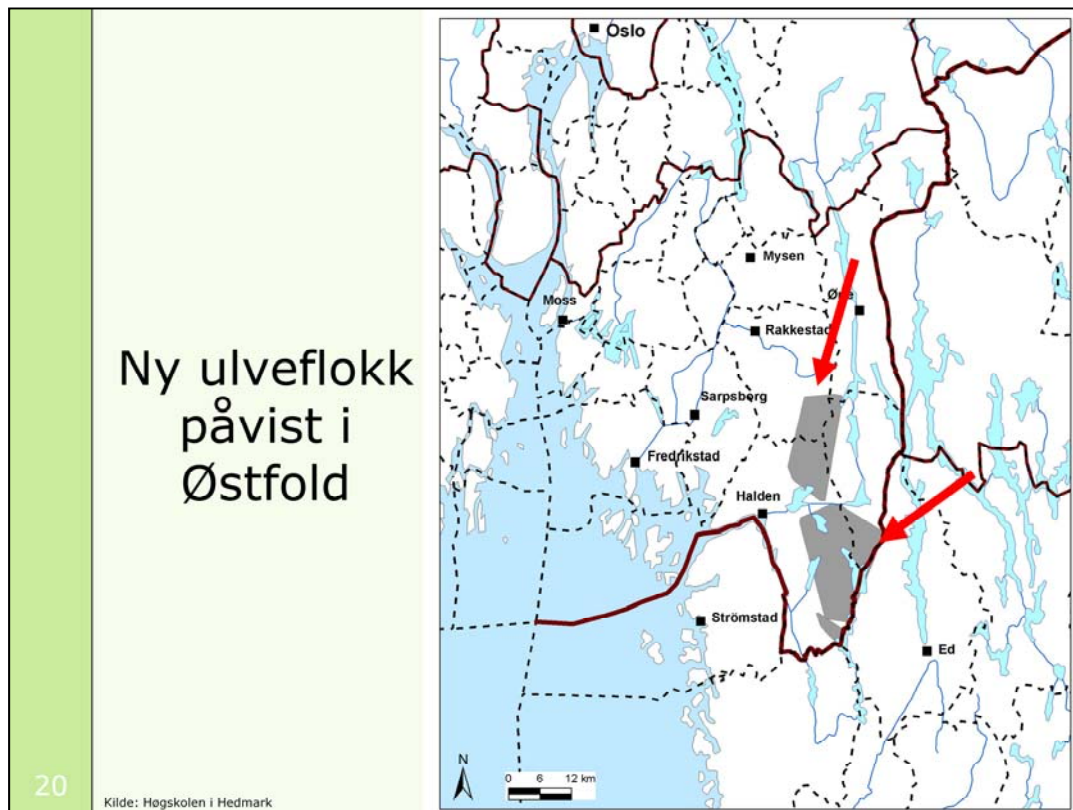 Ny ulveflokk
påvist i
Østfold
20
Kilde: Høgskolen i Hedmark
Oslo
Mysen
Moss
Rakkestad
Sarpsborg
Fredrikstad
Halden
Strömstad
Ed
N
0 6 12 km